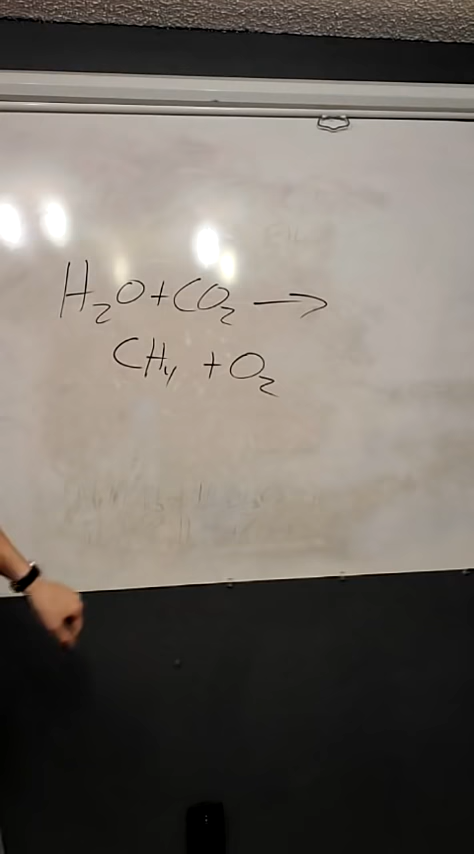 H₂O + CO₂ →
CH₄ + O₂